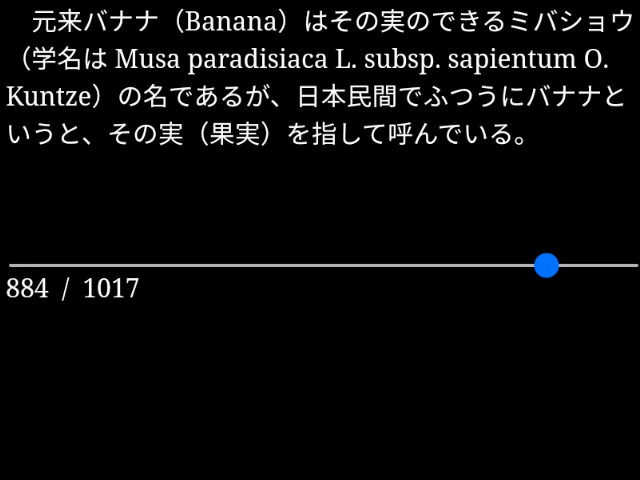 元来バナナ（Banana）はその実のできるミバショウ
（学名は Musa paradisiaca L. subsp. sapientum O.
Kuntze）の名であるが、日本民間でふつうにバナナと
いうと、その実（果実）を指して呼んでいる。
884 / 1017